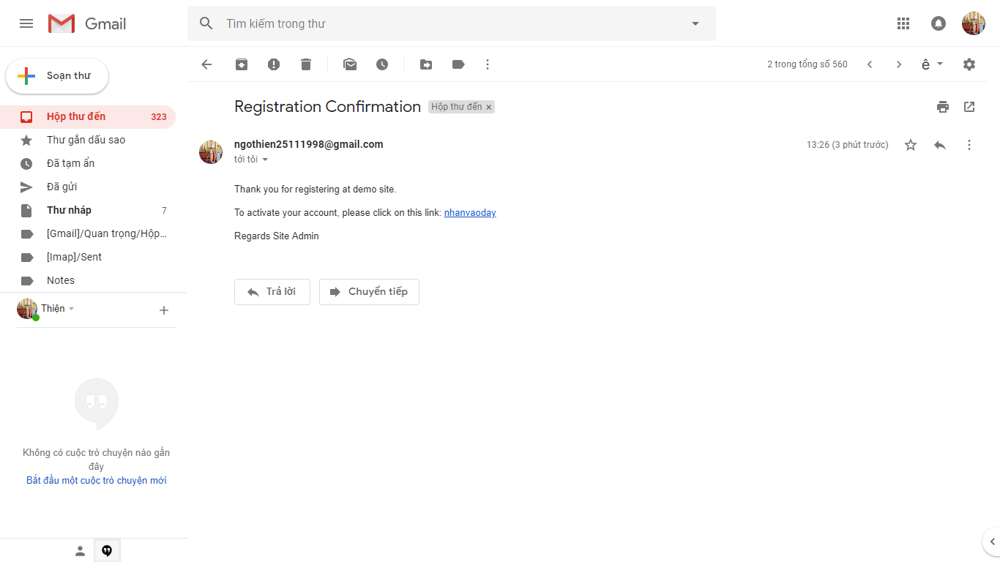 Gmail
Tìm kiếm trong thư
Soạn thư
2 trong tổng số 560
ê
Registration Confirmation Hộp thư đến ×
Hộp thư đến 323
Thư gắn dấu sao
Đã tạm ẩn
Đã gửi
Thư nháp 7
[Gmail]/Quan trọng/Hộp...
[Imap]/Sent
Notes
ngothien25111998@gmail.com
13:26 (3 phút trước)
tới tôi
Thank you for registering at demo site.
To activate your account, please click on this link: nhanvaoday
Regards Site Admin
Trả lời
Chuyển tiếp
Thiện
Không có cuộc trò chuyện nào gần
đây
Bắt đầu một cuộc trò chuyện mới